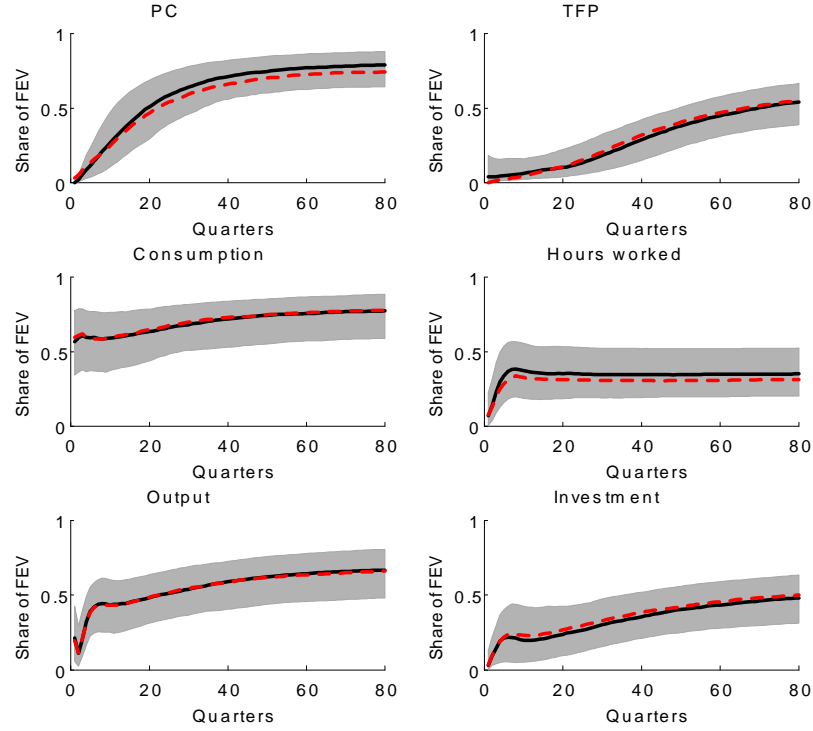 PC
TFP
1
0.5
0
Share of FEV
0 20 40 60 80
Quarters
1
0.5
0
Share of FEV
0 20 40 60 80
Quarters
Consumption
Hours worked
1
0.5
0
Share of FEV
0 20 40 60 80
Quarters
1
0.5
0
Share of FEV
0 20 40 60 80
Quarters
Output
Investment
1
0.5
0
Share of FEV
0 20 40 60 80
Quarters
1
0.5
0
Share of FEV
0 20 40 60 80
Quarters